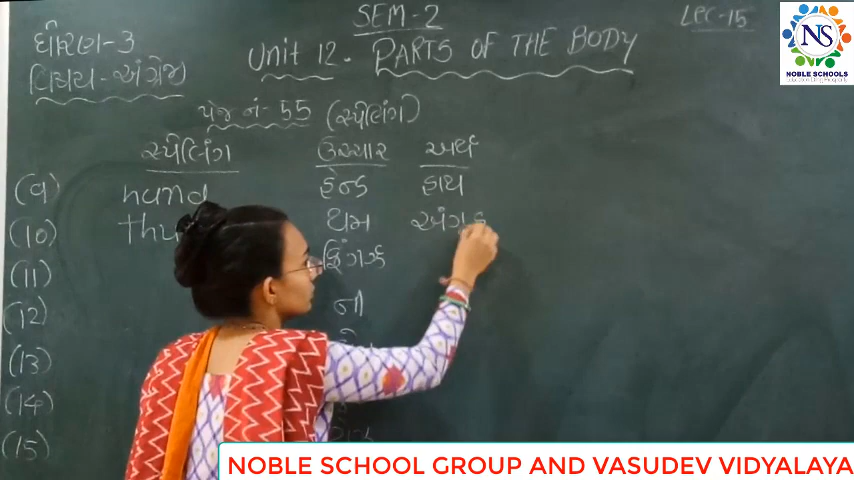 SEM-2
Lec-15
ધોરણ-3
Unit 12. PARTS OF THE BODY
વિષય-અંગ્રેજી
પેજ નં-55 (સ્પેલિંગ)
સ્પેલિંગ ઉચ્ચાર અર્થ
(9) hand હેન્ડ હાથ
(10) થમ
(11) ફિંગર્ઝ
(12) ની
(13)
(14)
(15)
NS
NOBLE SCHOOLS
NOBLE SCHOOL GROUP AND VASUDEV VIDYALAYA